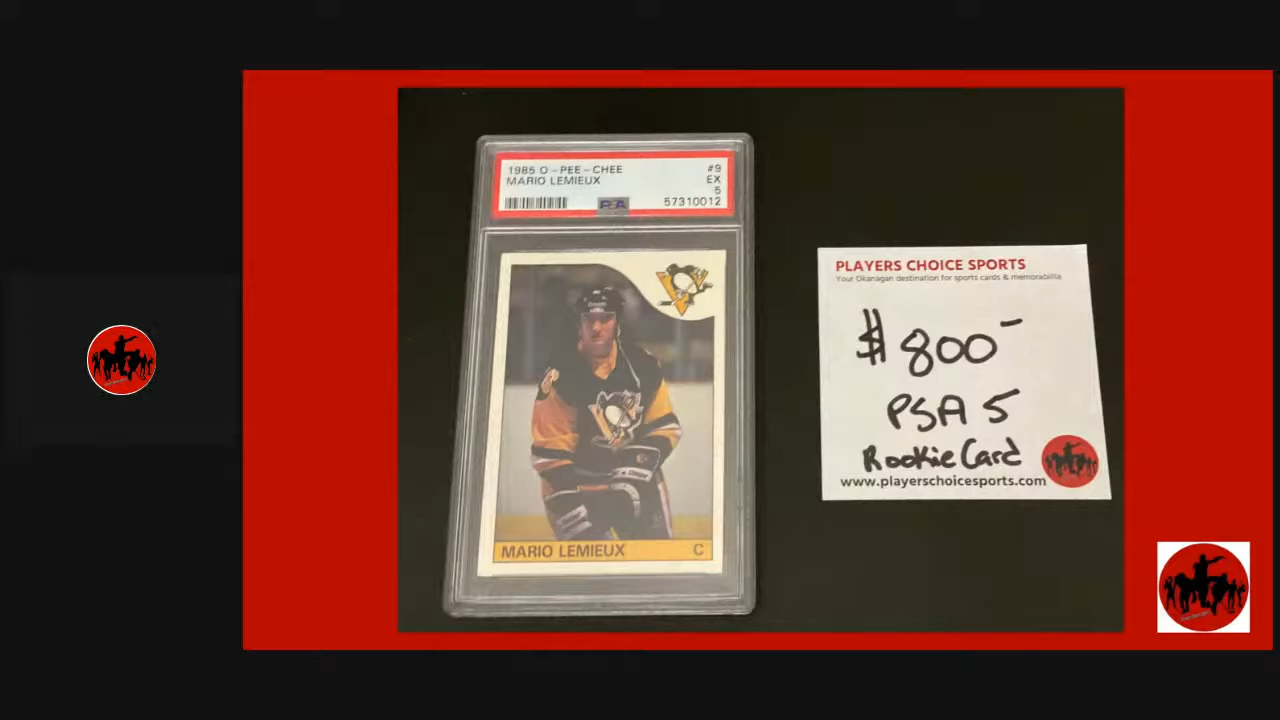 1985 O-PEE-CHEE #9
MARIO LEMIEUX EX
5
PSA 57310012
MARIO LEMIEUX C
PLAYERS CHOICE SPORTS
Your Okanagan destination for sports cards & memorabilia
$800-
PSA 5
Rookie Card
www.playerschoicesports.com